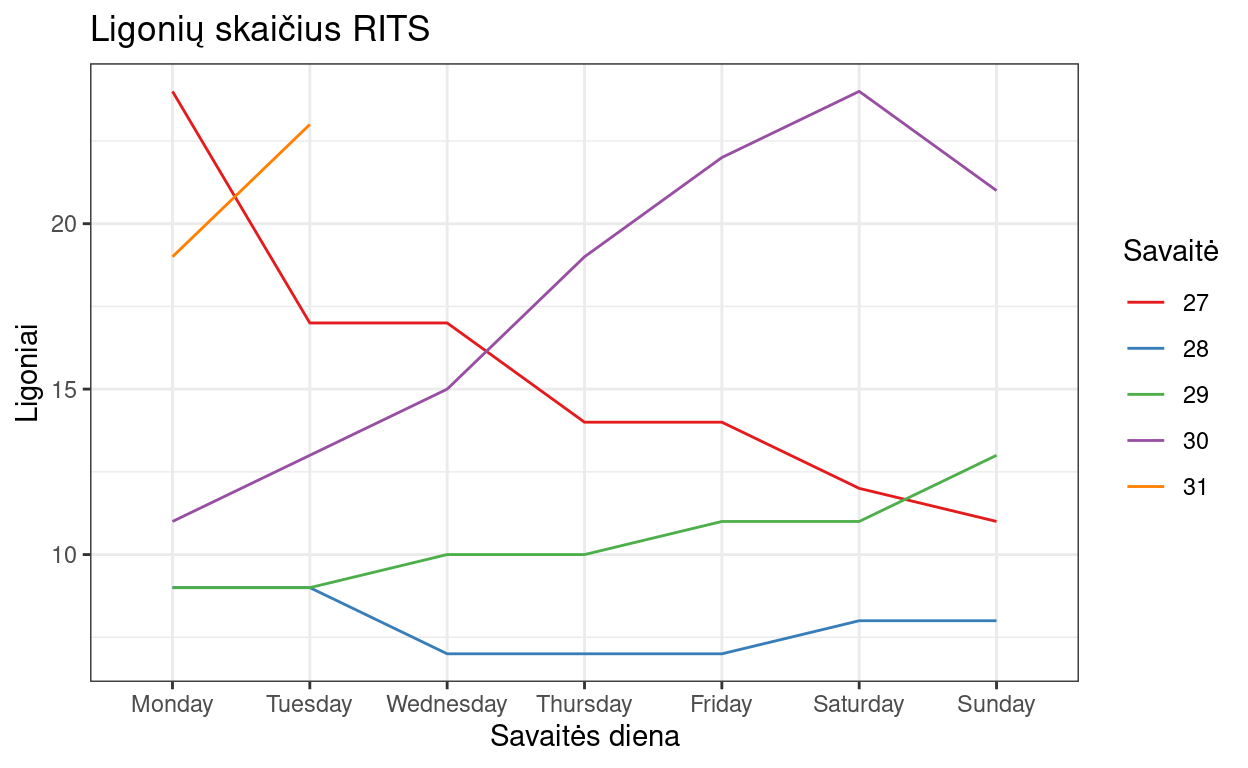 Ligonių skaičius RITS
Ligoniai
20
15
10
Monday Tuesday Wednesday Thursday Friday Saturday Sunday
Savaitės diena
Savaitė
27
28
29
30
31